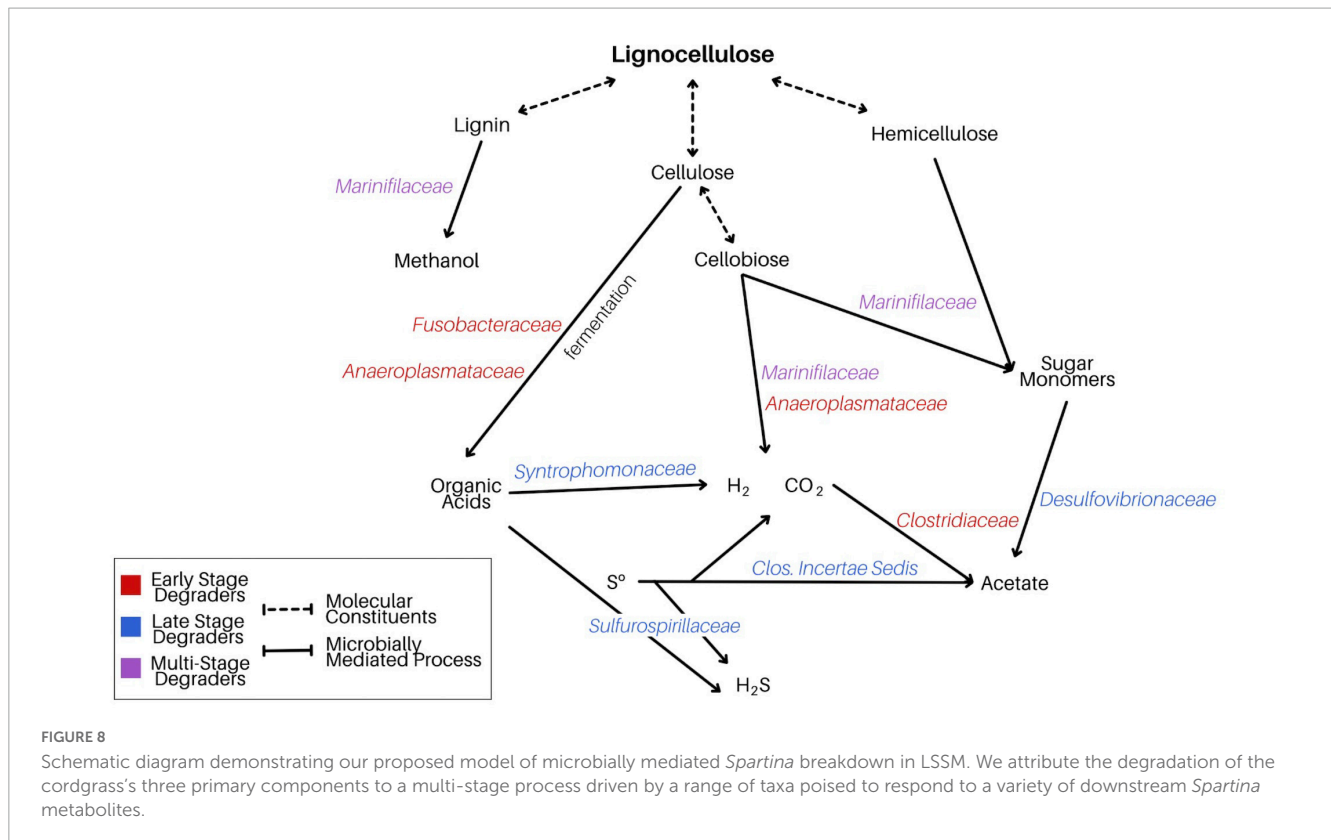 Lignocellulose
Lignin
Hemicellulose
Cellulose
Marinifilaceae
Methanol
Cellobiose
Marinifilaceae
Fusobacteraceae
fermentation
Anaeroplasmataceae
Marinifilaceae
Anaeroplasmataceae
Sugar
Monomers
Organic
Acids
Syntrophomonaceae
H₂
CO₂
Clostridiaceae
Desulfovibrionaceae
S°
Clos. Incertae Sedis
Acetate
Sulfurospirillaceae
H₂S
Early Stage
Degraders
Late Stage
Degraders
Multi-Stage
Degraders
Molecular
Constituents
Microbially
Mediated Process
FIGURE 8
Schematic diagram demonstrating our proposed model of microbially mediated Spartina breakdown in LSSM. We attribute the degradation of the
cordgrass's three primary components to a multi-stage process driven by a range of taxa poised to respond to a variety of downstream Spartina
metabolites.